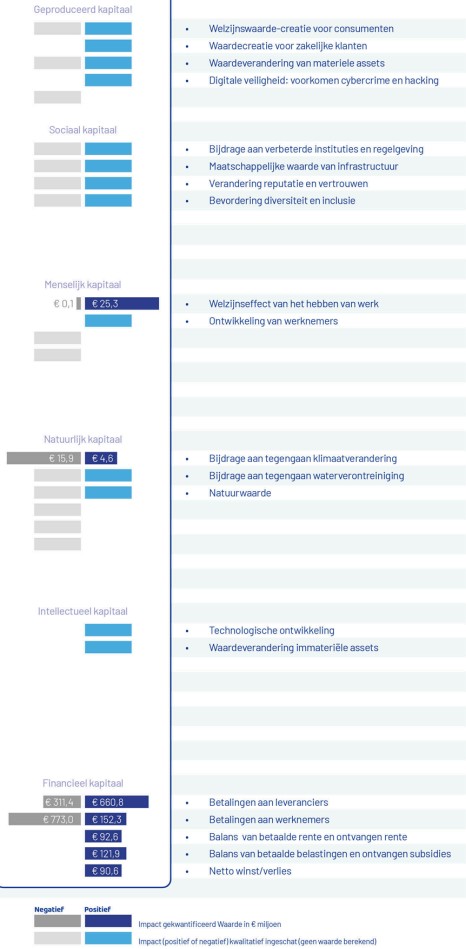 Geproduceerd kapitaal
• Welzijnswaarde-creatie voor consumenten
• Waardecreatie voor zakelijke klanten
• Waardeverandering van materiele assets
• Digitale veiligheid: voorkomen cybercrime en hacking
Sociaal kapitaal
• Bijdrage aan verbeterde instituties en regelgeving
• Maatschappelijke waarde van infrastructuur
• Verandering reputatie en vertrouwen
• Bevordering diversiteit en inclusie
Menselijk kapitaal
€ 0,1 € 25,3 • Welzijnseffect van het hebben van werk
• Ontwikkeling van werknemers
Natuurlijk kapitaal
€ 15,9 € 4,6 • Bijdrage aan tegengaan klimaatverandering
• Bijdrage aan tegengaan waterverontreiniging
• Natuurwaarde
Intellectueel kapitaal
• Technologische ontwikkeling
• Waardeverandering immateriële assets
Financieel kapitaal
€ 311,4 € 660,8 • Betalingen aan leveranciers
€ 773,0 € 152,3 • Betalingen aan werknemers
€ 92,6 • Balans van betaalde rente en ontvangen rente
€ 121,9 • Balans van betaalde belastingen en ontvangen subsidies
€ 90,6 • Netto winst/verlies
Negatief Positief
Impact gekwantificeerd Waarde in € miljoen
Impact (positief of negatief) kwalitatief ingeschat (geen waarde berekend)